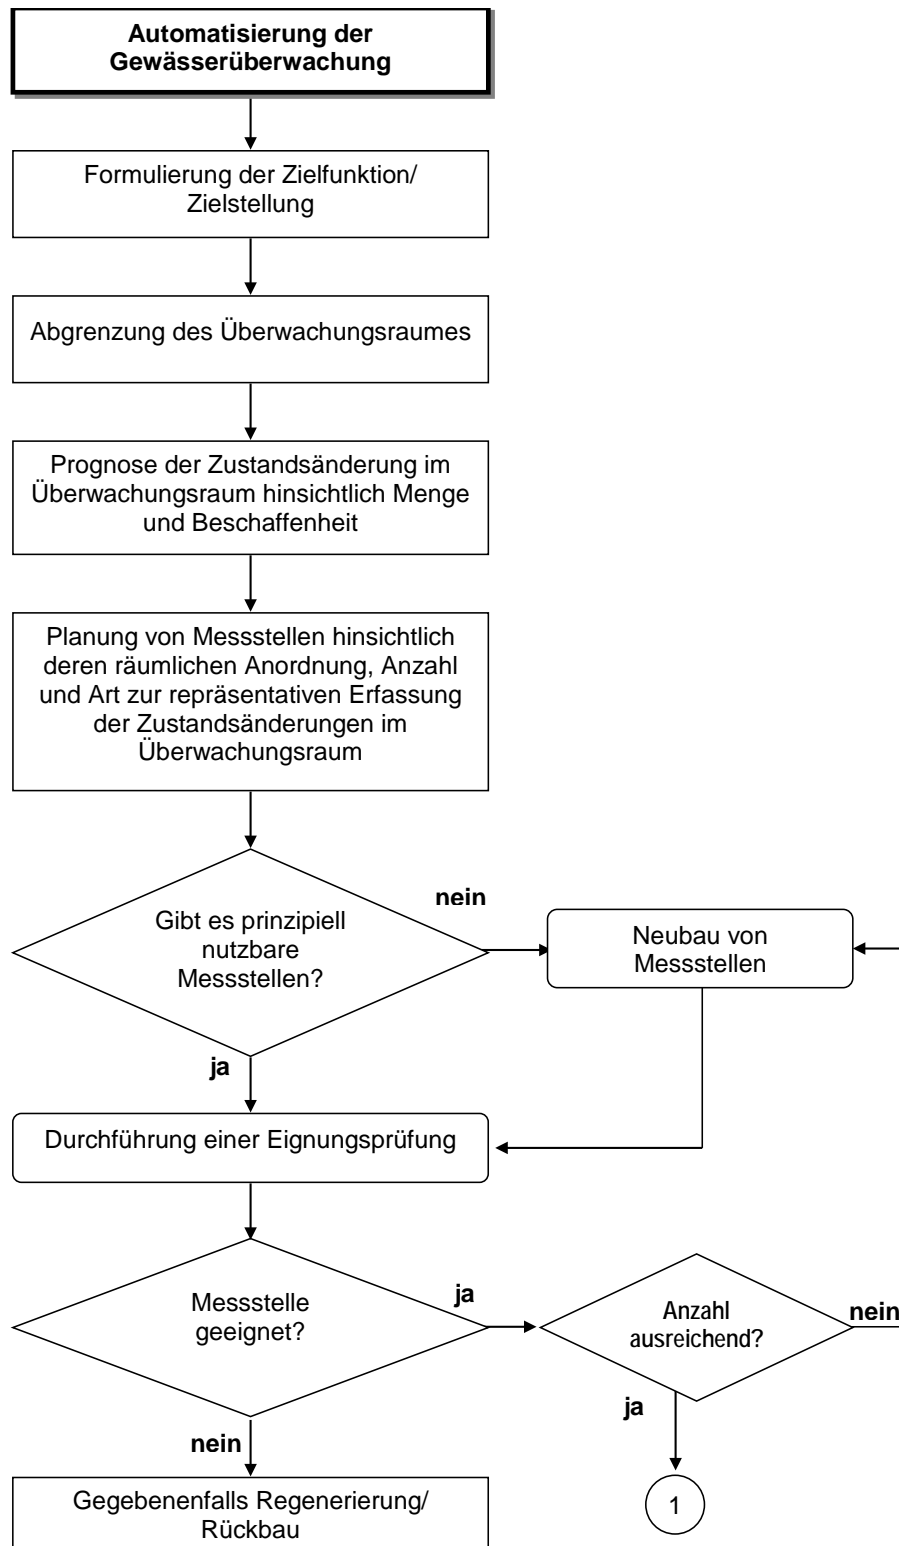 Automatisierung der
Gewässerüberwachung
Formulierung der Zielfunktion/
Zielstellung
Abgrenzung des Überwachungsraumes
Prognose der Zustandsänderung im
Überwachungsraum hinsichtlich Menge
und Beschaffenheit
Planung von Messstellen hinsichtlich
deren räumlichen Anordnung, Anzahl
und Art zur repräsentativen Erfassung
der Zustandsänderungen im
Überwachungsraum
Gibt es prinzipiell
nutzbare
Messstellen?
nein
Neubau von
Messstellen
ja
Durchführung einer Eignungsprüfung
Messstelle
geeignet?
ja
Anzahl
ausreichend?
nein
ja
nein
Gegebenenfalls Regenerierung/
Rückbau
1